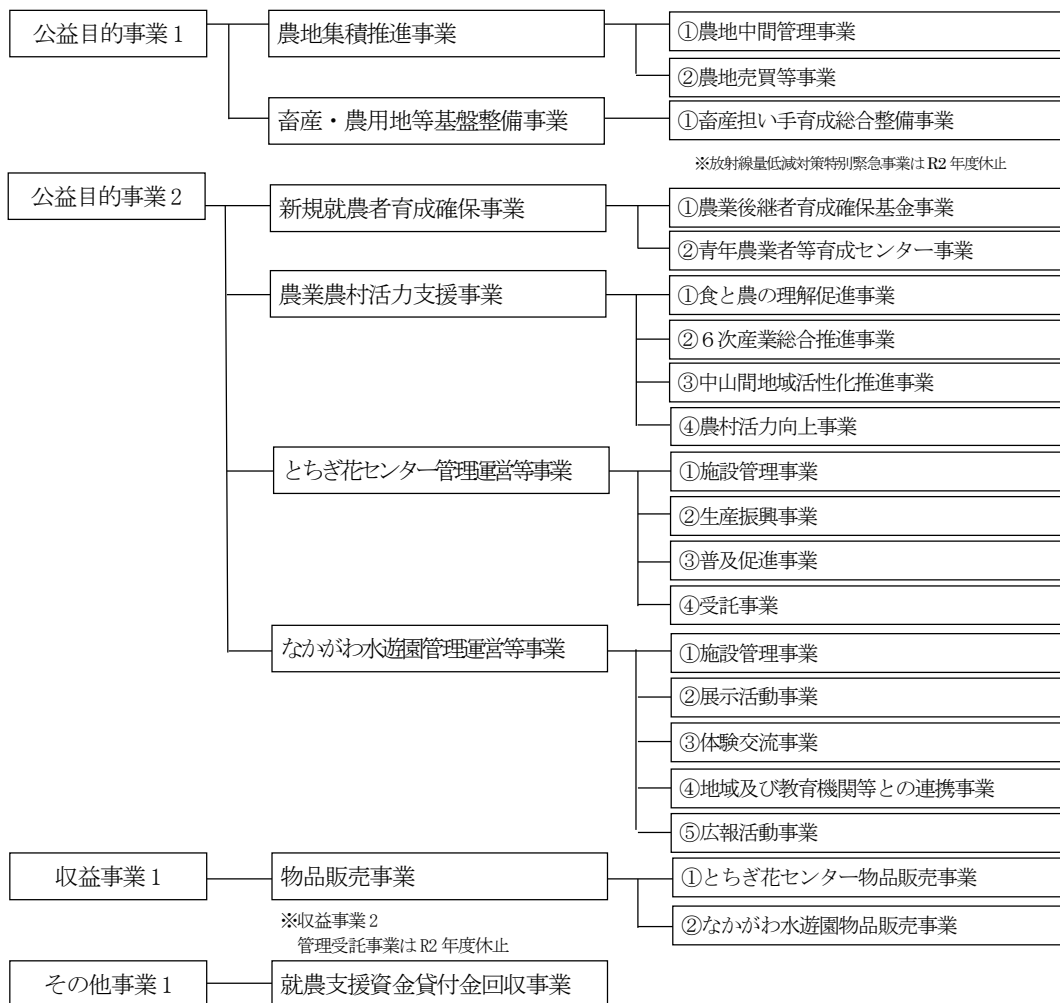 公益目的事業1
農地集積推進事業
①農地中間管理事業
②農地売買等事業
畜産・農用地等基盤整備事業
①畜産担い手育成総合整備事業
※放射線量低減対策特別緊急事業はR2年度休止
公益目的事業2
新規就農者育成確保事業
①農業後継者育成確保基金事業
②青年農業者等育成センター事業
農業農村活力支援事業
①食と農の理解促進事業
②6次産業総合推進事業
③中山間地域活性化推進事業
④農村活力向上事業
とちぎ花センター管理運営等事業
①施設管理事業
②生産振興事業
③普及促進事業
④受託事業
なかがわ水遊園管理運営等事業
①施設管理事業
②展示活動事業
③体験交流事業
④地域及び教育機関等との連携事業
⑤広報活動事業
収益事業1
物品販売事業
①とちぎ花センター物品販売事業
②なかがわ水遊園物品販売事業
※収益事業2
管理受託事業はR2年度休止
その他事業1
就農支援資金貸付金回収事業